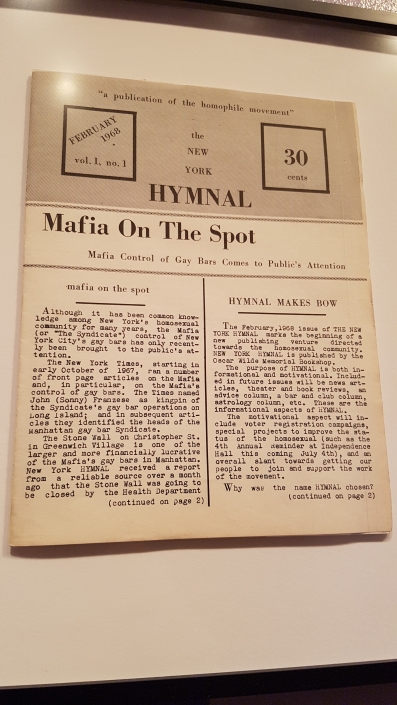 "a publication of the homophile movement"
FEBRUARY
1968
vol. 1, no. 1
the
NEW
YORK
HYMNAL
30
cents
Mafia On The Spot
Mafia Control of Gay Bars Comes to Public's Attention
mafia on the spot
Although it has been common know-
ledge among New York's homosexual
community for many years, the Mafia
(or "The Syndicate") control of New
York City's gay bars has only recent-
ly been brought to the public's at-
tention.
The New York Times, starting in
early October of 1967, ran a number
of front page articles on the Mafia
and, in particular, on the Mafia's
control of gay bars. The Times named
John (Sonny) Franzese as kingpin of
the Syndicate's gay bar operations on
Long island; and in subsequent arti-
cles they identified the heads of the
Manhattan gay bar Syndicate.
The Stone Wall on Christopher St.
in Greenwich Village is one of the
larger and more financially lucrative
of the Mafia's gay bars in Manhattan.
New York HYMNAL received a report
from a reliable source over a month
ago that the Stone Wall was going to
be closed by the Health Department
(continued on page 2)
HYMNAL MAKES BOW
The February,1968 issue of THE NEW
YORK HYMNAL marks the beginning of a
new publishing venture directed
towards the homosexual community.
NEW YORK HYMNAL is published by the
Oscar Wilde Memorial Bookshop.
The purpose of HYMNAL is both in-
formational and motivational. Includ-
ed in future issues will be news art-
icles, theater and book reviews, an
advice column, a bar and club column,
astrology column, etc. These are the
informational aspects of HYMNAL.
The motivational aspect will in-
clude voter registration campaigns,
special projects to improve the sta-
tus of the homosexual (such as the
4th annual Reminder at Independence
Hall this coming July 4th), and an
overall slant towards getting our
people to join and support the work
of the movement.
Why was the name HYMNAL chosen?
(continued on page 2)